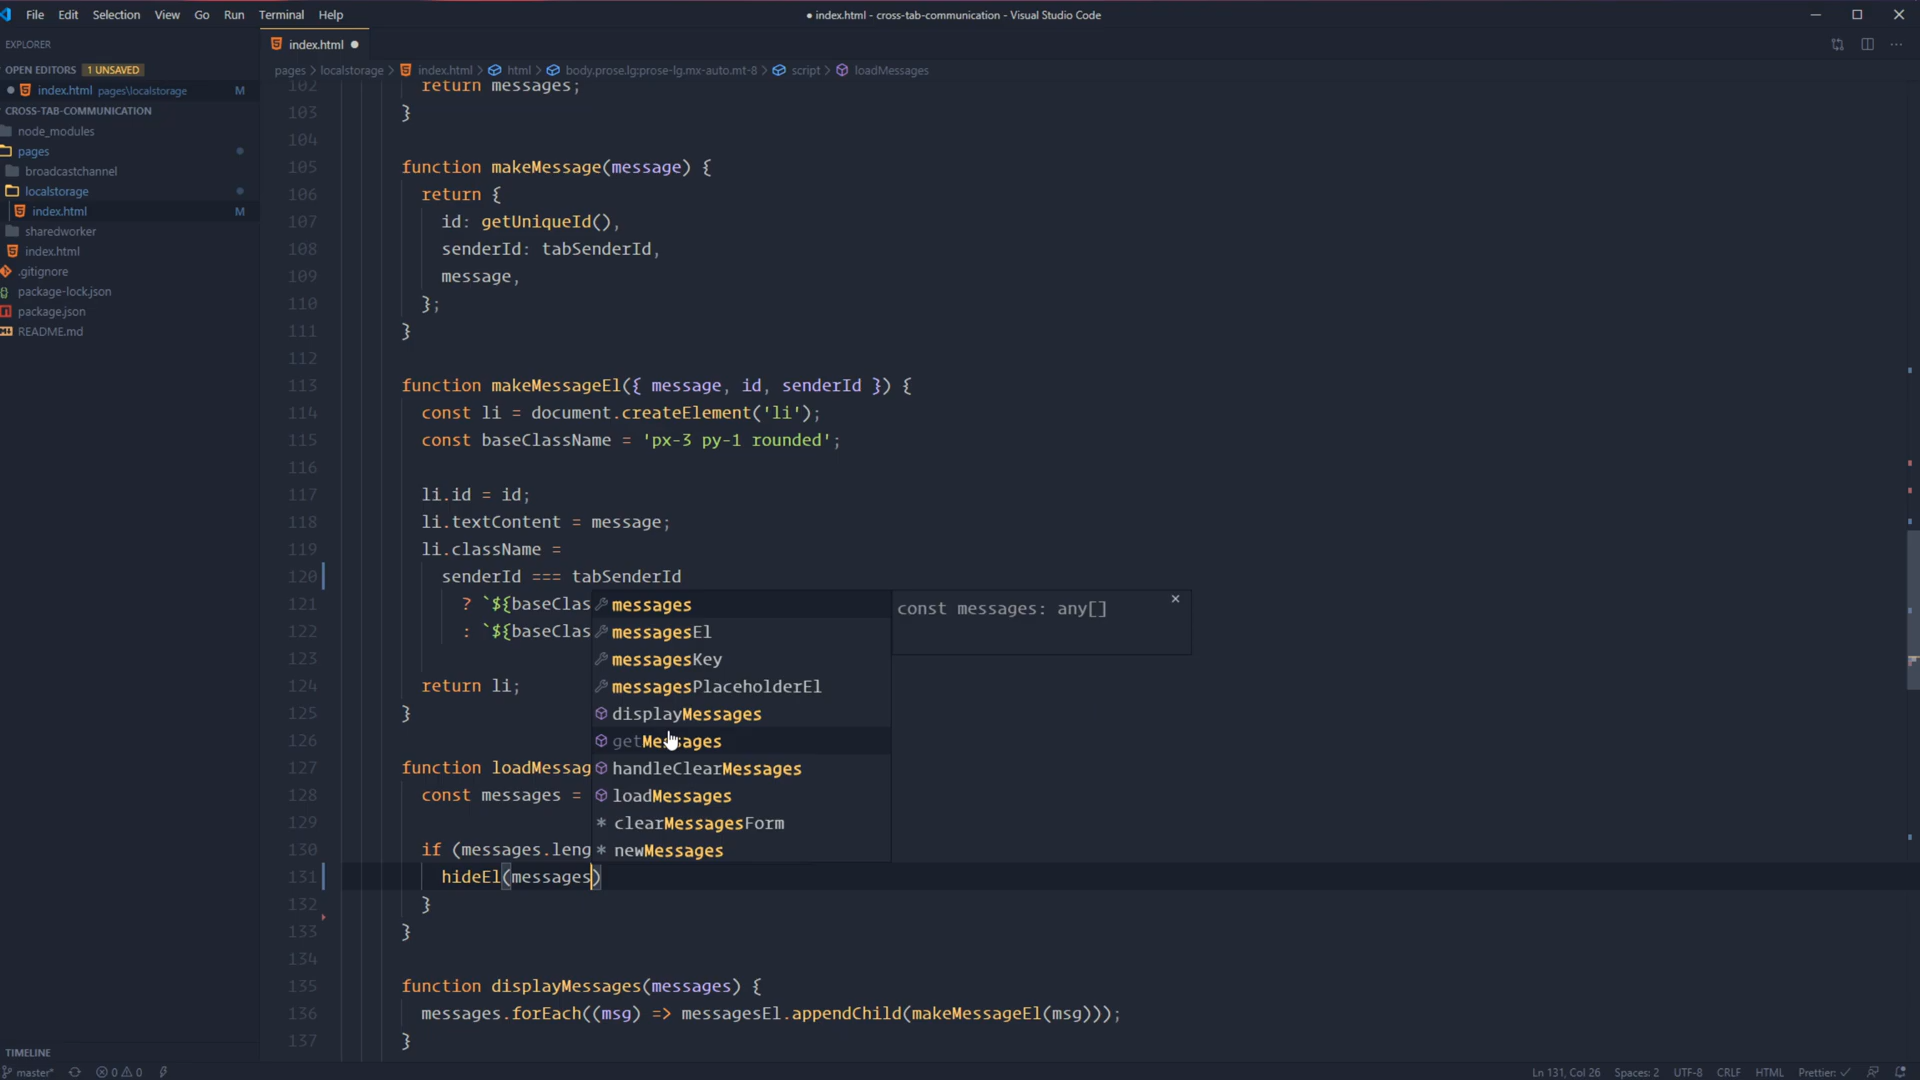 File Edit Selection View Go Run Terminal Help
● index.html - cross-tab-communication - Visual Studio Code
EXPLORER
OPEN EDITORS 1 UNSAVED
index.html pages\localstorage M
CROSS-TAB-COMMUNICATION
node_modules
pages
broadcastchannel
localstorage
index.html M
sharedworker
index.html
.gitignore
package-lock.json
package.json
README.md
TIMELINE
index.html ●
pages > localstorage > index.html > html > body.prose.lg:prose-lg.mx-auto.mt-8 > script > loadMessages
102 return messages;
103 }
104
105 function makeMessage(message) {
106 return {
107 id: getUniqueId(),
108 senderId: tabSenderId,
109 message,
110 };
111 }
112
113 function makeMessageEl({ message, id, senderId }) {
114 const li = document.createElement('li');
115 const baseClassName = 'px-3 py-1 rounded';
116
117 li.id = id;
118 li.textContent = message;
119 li.className =
120 senderId === tabSenderId
121 ? `${baseClas
122 : `${baseClas
123
124 return li;
125 }
126
127 function loadMessag
128 const messages =
129
130 if (messages.leng
131 hideEl(messages)
132 }
133 }
134
135 function displayMessages(messages) {
136 messages.forEach((msg) => messagesEl.appendChild(makeMessageEl(msg)));
137 }
messages
messagesEl
messagesKey
messagesPlaceholderEl
displayMessages
getMessages
handleClearMessages
loadMessages
* clearMessagesForm
* newMessages
const messages: any[]
master* 0 0 Ln 131, Col 26 Spaces: 2 UTF-8 CRLF HTML Prettier: ✓